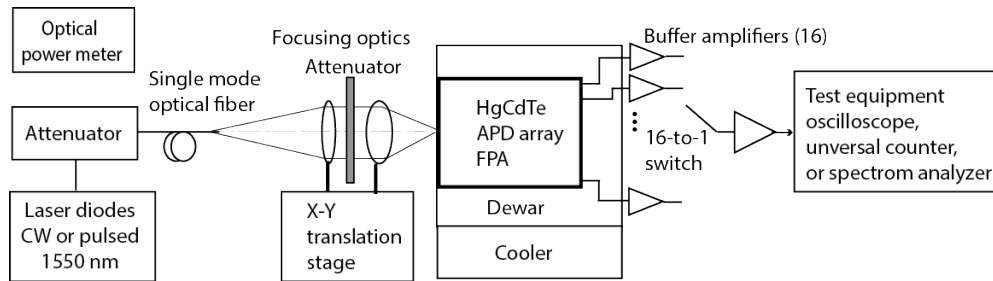 Optical
power meter
Single mode
optical fiber
Attenuator
Laser diodes
CW or pulsed
1550 nm
Focusing optics
Attenuator
X-Y
translation
stage
HgCdTe
APD array
FPA
Dewar
Cooler
Buffer amplifiers (16)
16-to-1
switch
Test equipment
oscilloscope,
unversal counter,
or spectrom analyzer